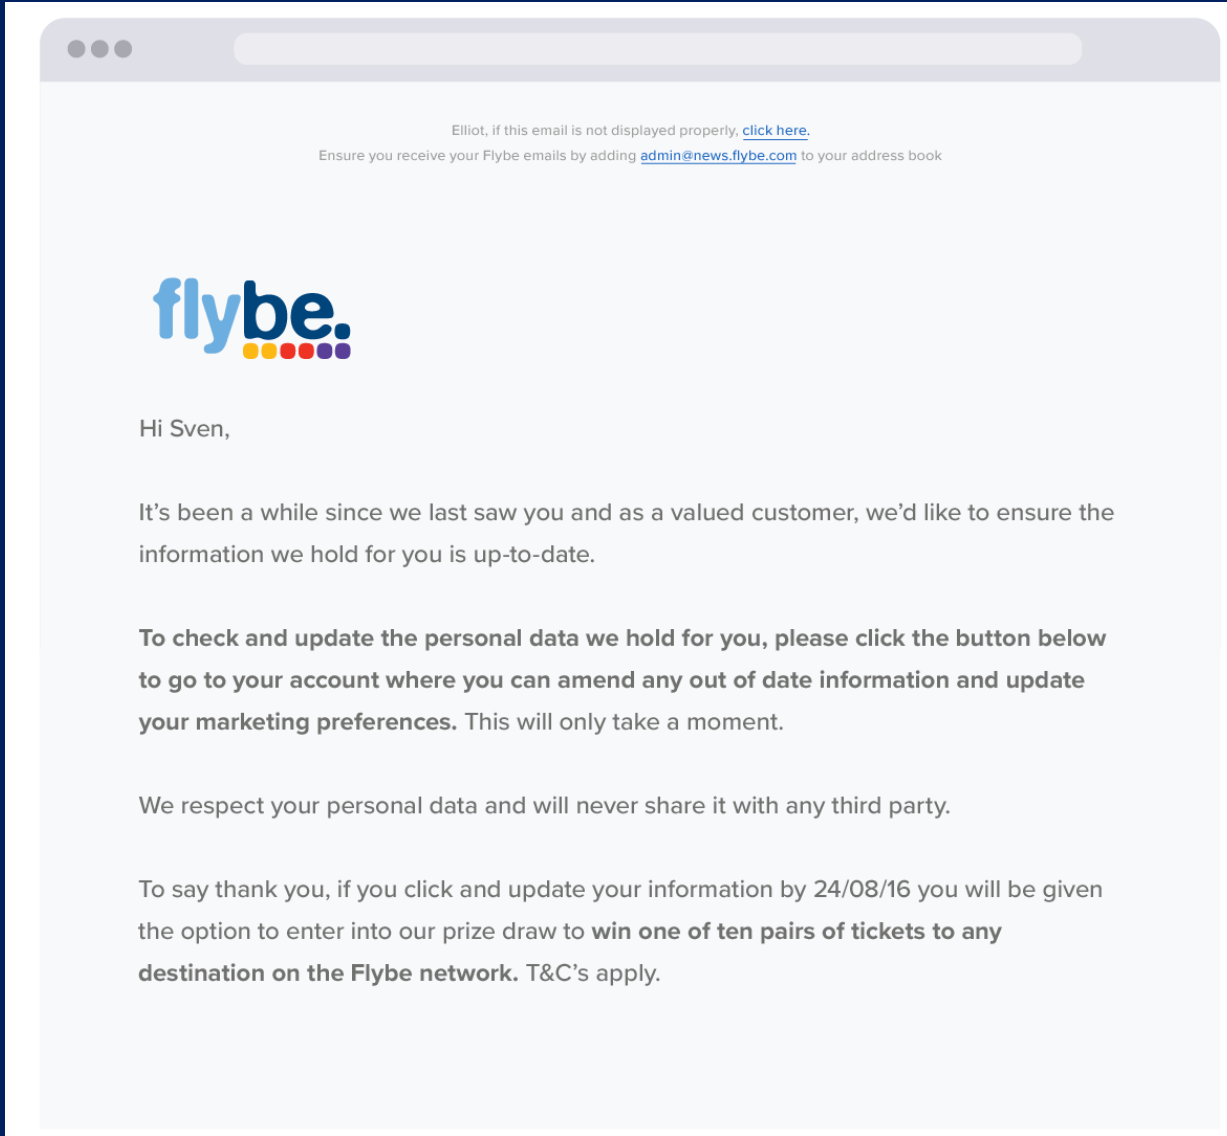 Elliot, if this email is not displayed properly, click here.
Ensure you receive your Flybe emails by adding admin@news.flybe.com to your address book
flybe.
Hi Sven,
It’s been a while since we last saw you and as a valued customer, we’d like to ensure the
information we hold for you is up-to-date.
To check and update the personal data we hold for you, please click the button below
to go to your account where you can amend any out of date information and update
your marketing preferences. This will only take a moment.
We respect your personal data and will never share it with any third party.
To say thank you, if you click and update your information by 24/08/16 you will be given
the option to enter into our prize draw to win one of ten pairs of tickets to any
destination on the Flybe network. T&C’s apply.